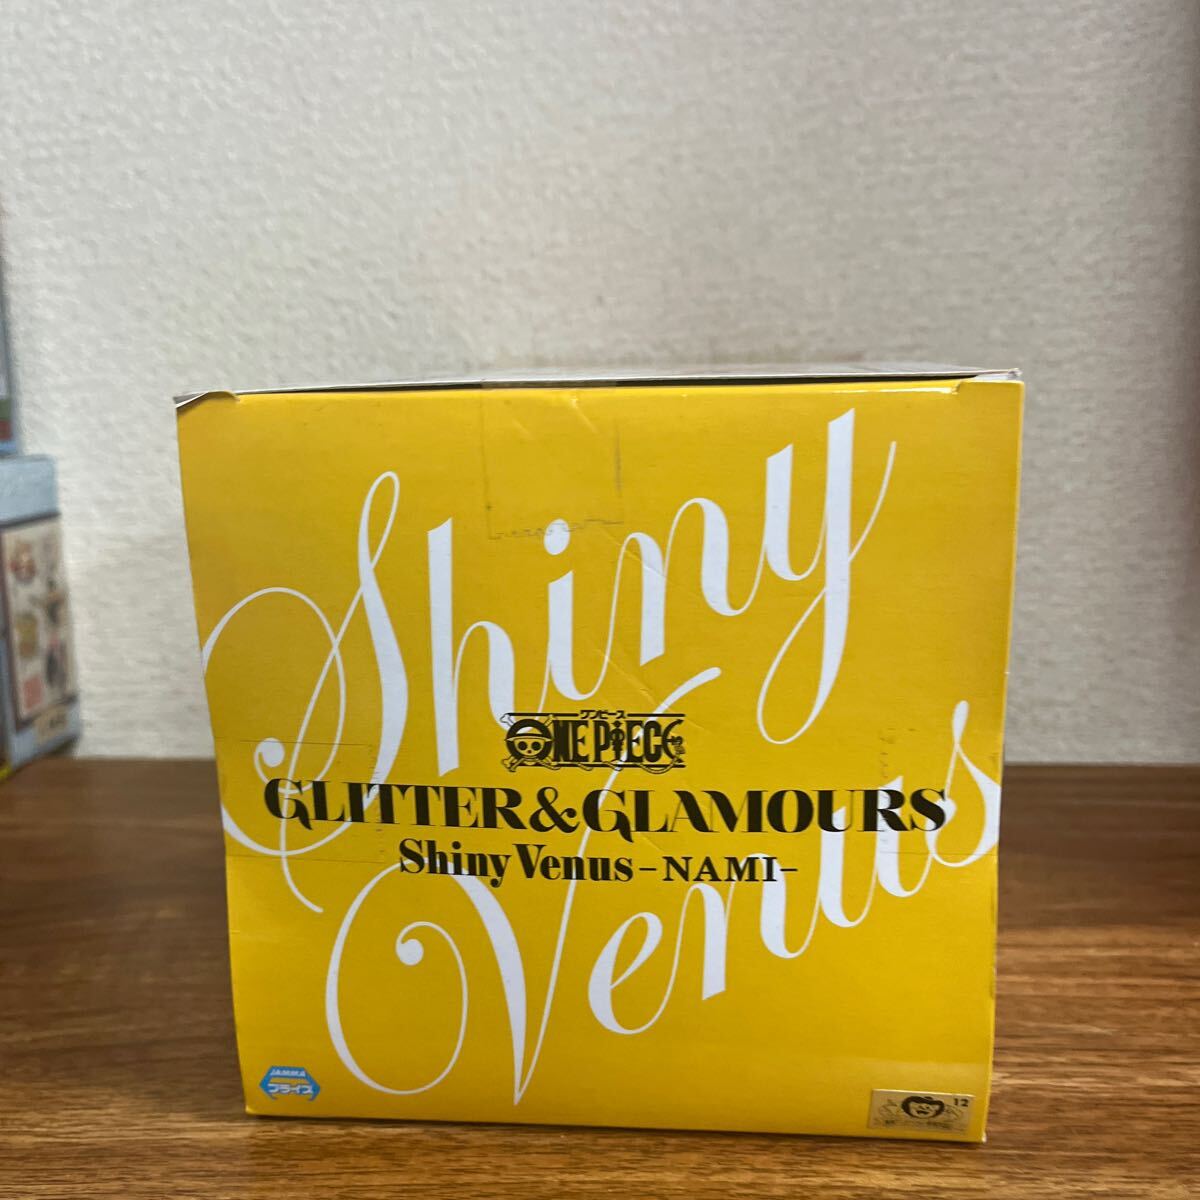 Shiny
Venus
ワンピース
ONE PIECE
GLITTER&GLAMOURS
Shiny Venus -NAMI-
JAMMA
プライズ
12